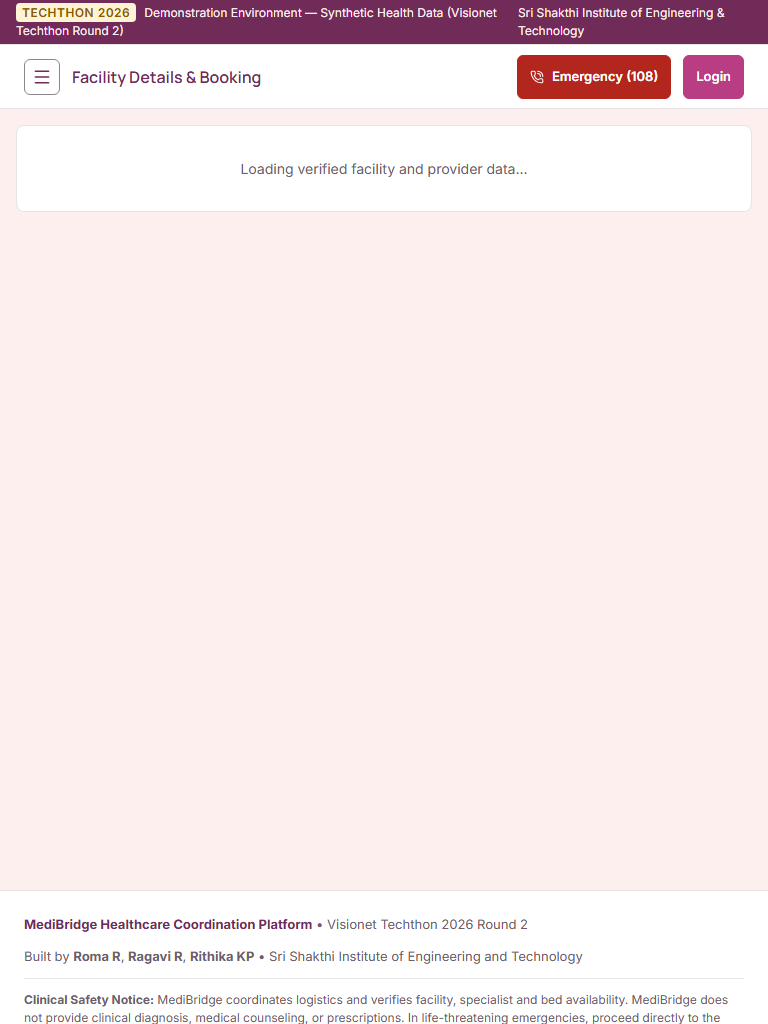 TECHTHON 2026 Demonstration Environment — Synthetic Health Data (Visionet Techthon Round 2)
Sri Shakthi Institute of Engineering & Technology
Facility Details & Booking
Emergency (108)
Login
Loading verified facility and provider data...
MediBridge Healthcare Coordination Platform • Visionet Techthon 2026 Round 2
Built by Roma R, Ragavi R, Rithika KP • Sri Shakthi Institute of Engineering and Technology
Clinical Safety Notice: MediBridge coordinates logistics and verifies facility, specialist and bed availability. MediBridge does
not provide clinical diagnosis, medical counseling, or prescriptions. In life-threatening emergencies, proceed directly to the